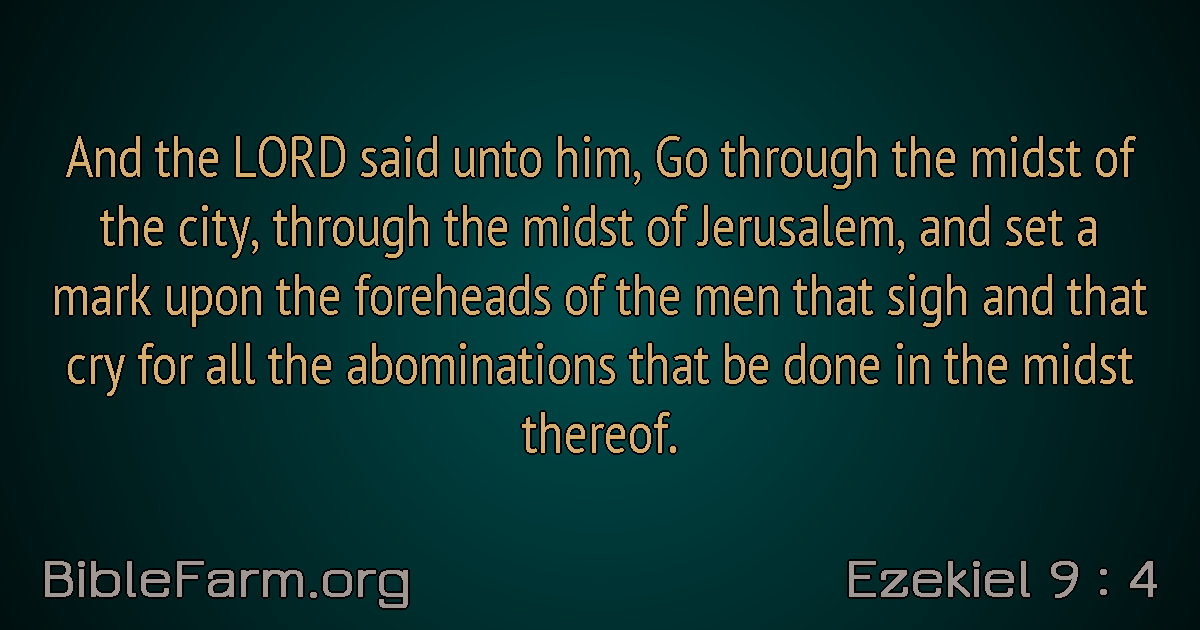 And the LORD said unto him, Go through the midst of
the city, through the midst of Jerusalem, and set a
mark upon the foreheads of the men that sigh and that
cry for all the abominations that be done in the midst
thereof.
BibleFarm.org
Ezekiel 9 : 4